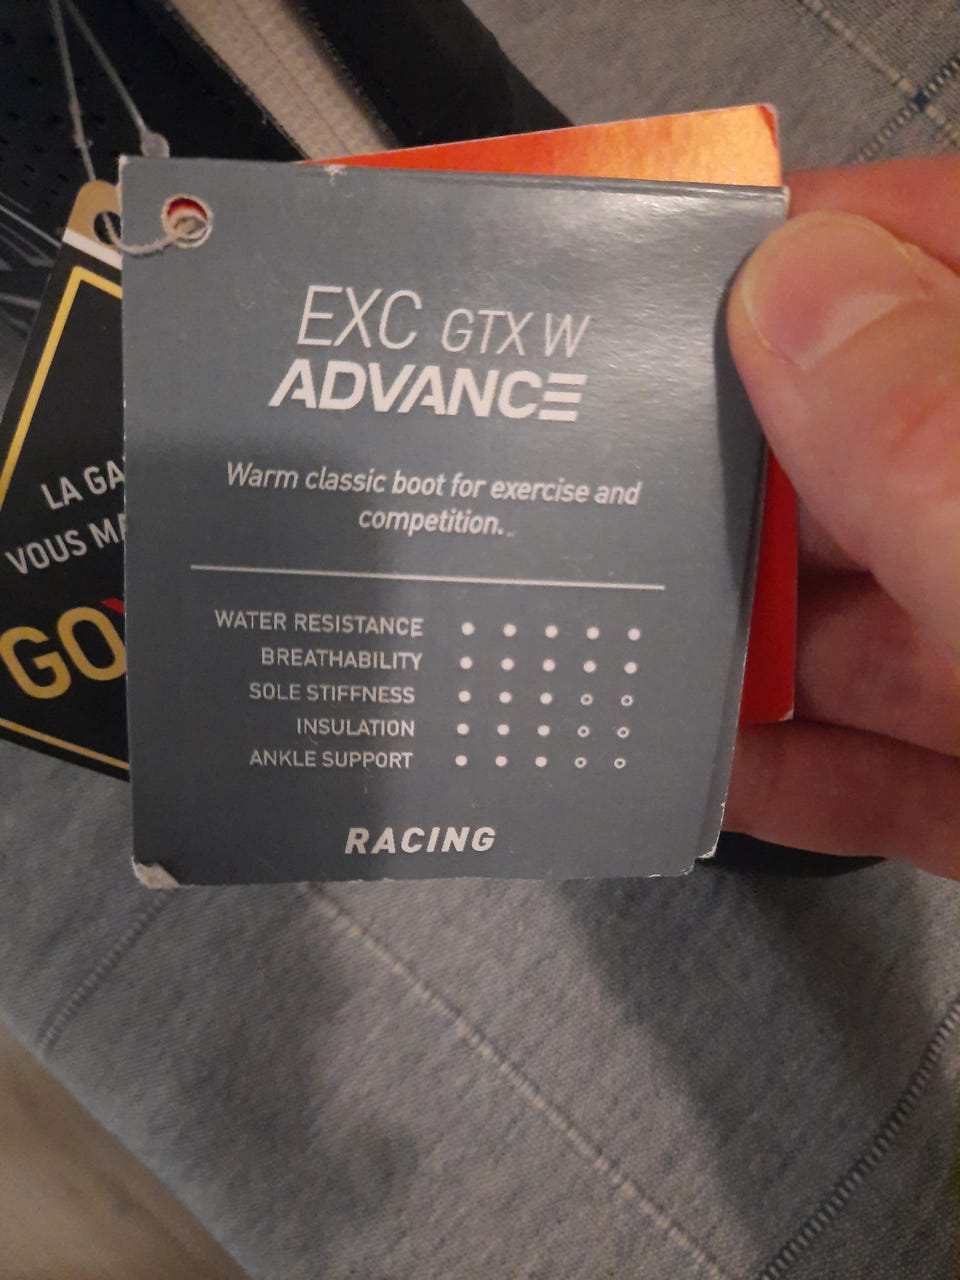 EXC GTX W
ADVANCE
Warm classic boot for exercise and
competition.
WATER RESISTANCE
BREATHABILITY
SOLE STIFFNESS
INSULATION
ANKLE SUPPORT
RACING
LA GA
VOUS MA
GO